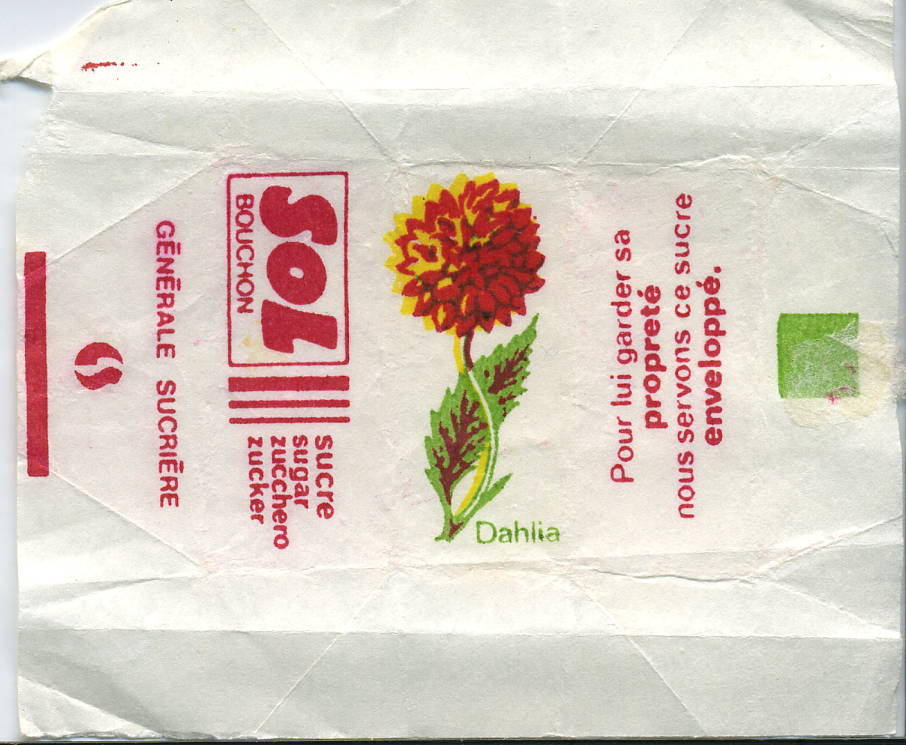 GÉNÉRALE SUCRIÈRE
SOL
BOUCHON
sucre
sugar
zucchero
zucker
Dahlia
Pour lui garder sa
propreté
nous servons ce sucre
enveloppé.